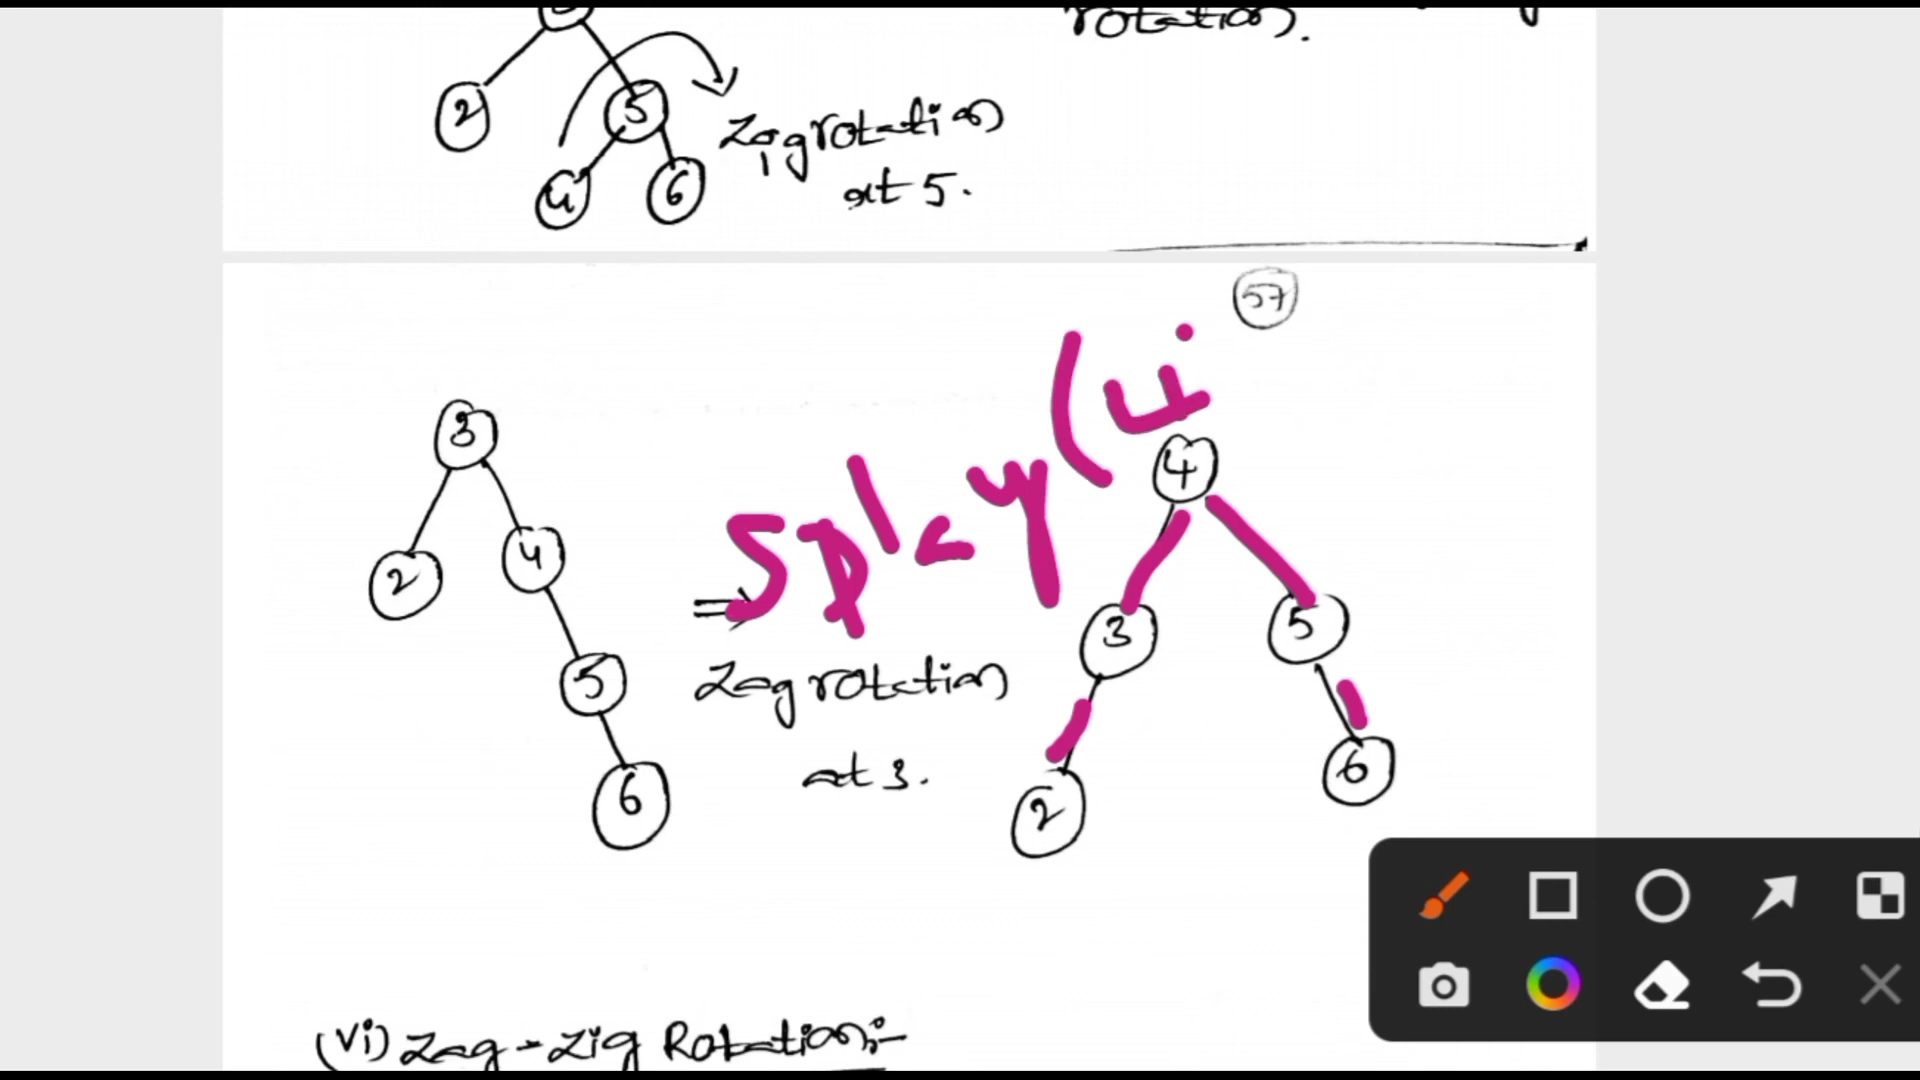 rotation.
2
5
Zig rotation
4
6
at 5.
57
Splay(4
3
4
2
4
3
5
5
⇒
Zag rotation
at 3.
6
2
6
(vi) Zag-Zig Rotation:-